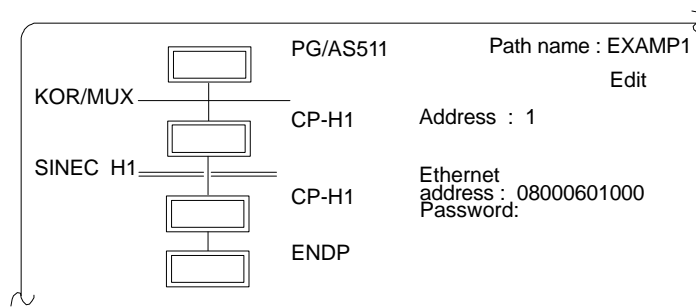 PG/AS511 Path name : EXAMP1
Edit
KOR/MUX
CP-H1 Address : 1
SINEC H1
Ethernet
CP-H1 address : 08000601000
Password:
ENDP